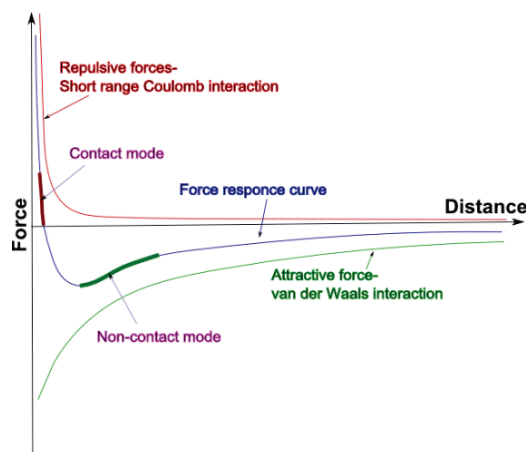 Repulsive forces-
Short range Coulomb interaction
Contact mode
Force responce curve
Distance
Force
Attractive force-
van der Waals interaction
Non-contact mode